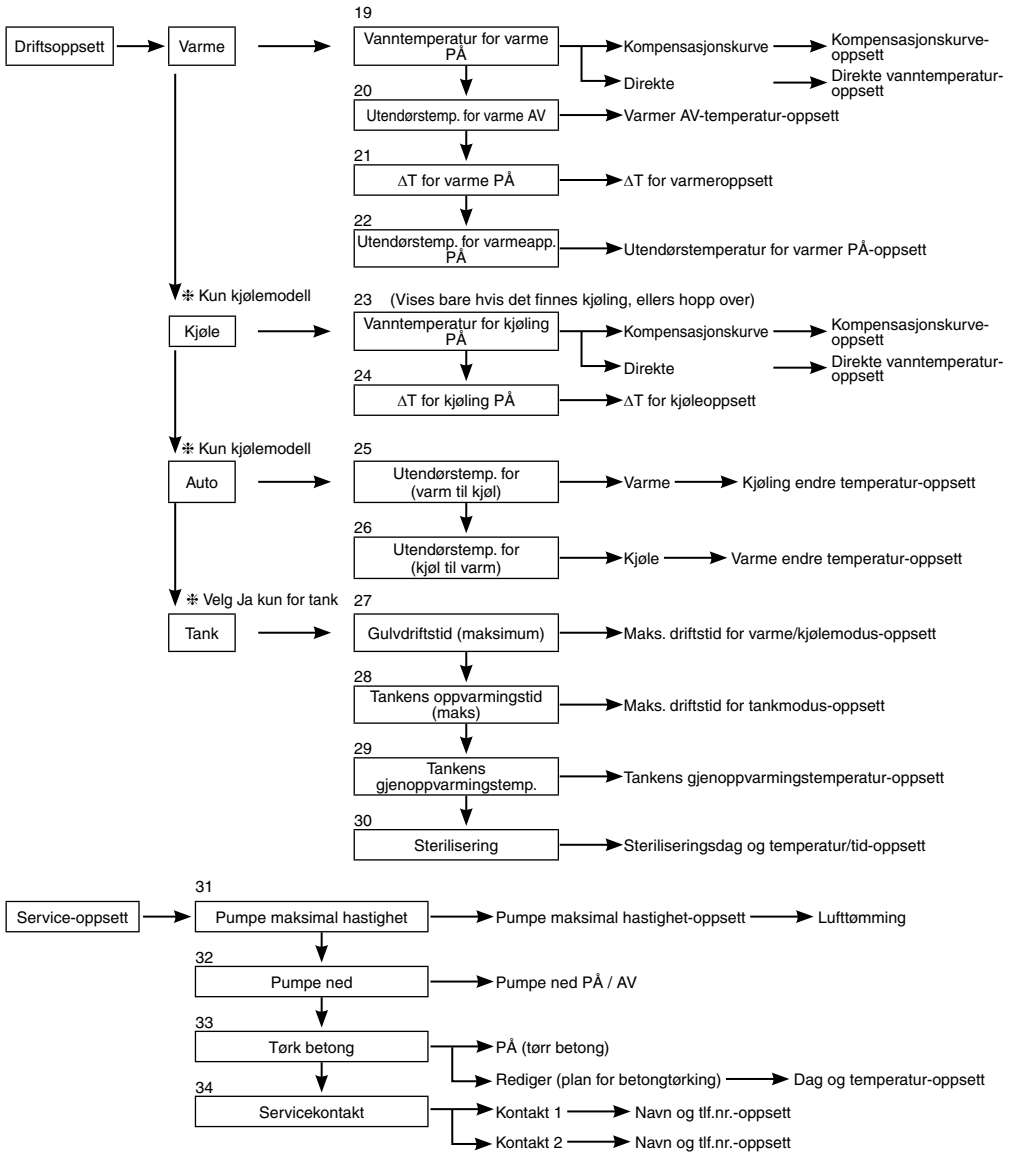 19
Driftsoppsett
Varme
Vanntemperatur for varme
PÅ
Kompensasjonskurve
Kompensasjonskurve-
oppsett
Direkte
Direkte vanntemperatur-
oppsett
20
Utendørstemp. for varme AV
Varmer AV-temperatur-oppsett
21
∆T for varme PÅ
∆T for varmeroppsett
22
Utendørstemp. for varmeapp.
PÅ
Utendørstemperatur for varmer PÅ-oppsett
❈ Kun kjølemodell
23 (Vises bare hvis det finnes kjøling, ellers hopp over)
Kjøle
Vanntemperatur for kjøling
PÅ
Kompensasjonskurve
Kompensasjonskurve-
oppsett
Direkte
Direkte vanntemperatur-
oppsett
24
∆T for kjøling PÅ
∆T for kjøleoppsett
❈ Kun kjølemodell
25
Auto
Utendørstemp. for
(varm til kjøl)
Varme
Kjøling endre temperatur-oppsett
26
Utendørstemp. for
(kjøl til varm)
Kjøle
Varme endre temperatur-oppsett
❈ Velg Ja kun for tank
27
Tank
Gulvdriftstid (maksimum)
Maks. driftstid for varme/kjølemodus-oppsett
28
Tankens oppvarmingstid
(maks)
Maks. driftstid for tankmodus-oppsett
29
Tankens
gjenoppvarmingstemp.
Tankens gjenoppvarmingstemperatur-oppsett
30
Sterilisering
Steriliseringsdag og temperatur/tid-oppsett
31
Service-oppsett
Pumpe maksimal hastighet
Pumpe maksimal hastighet-oppsett
Lufttømming
32
Pumpe ned
Pumpe ned PÅ / AV
33
Tørk betong
PÅ (tørr betong)
Rediger (plan for betongtørking)
Dag og temperatur-oppsett
34
Servicekontakt
Kontakt 1
Navn og tlf.nr.-oppsett
Kontakt 2
Navn og tlf.nr.-oppsett